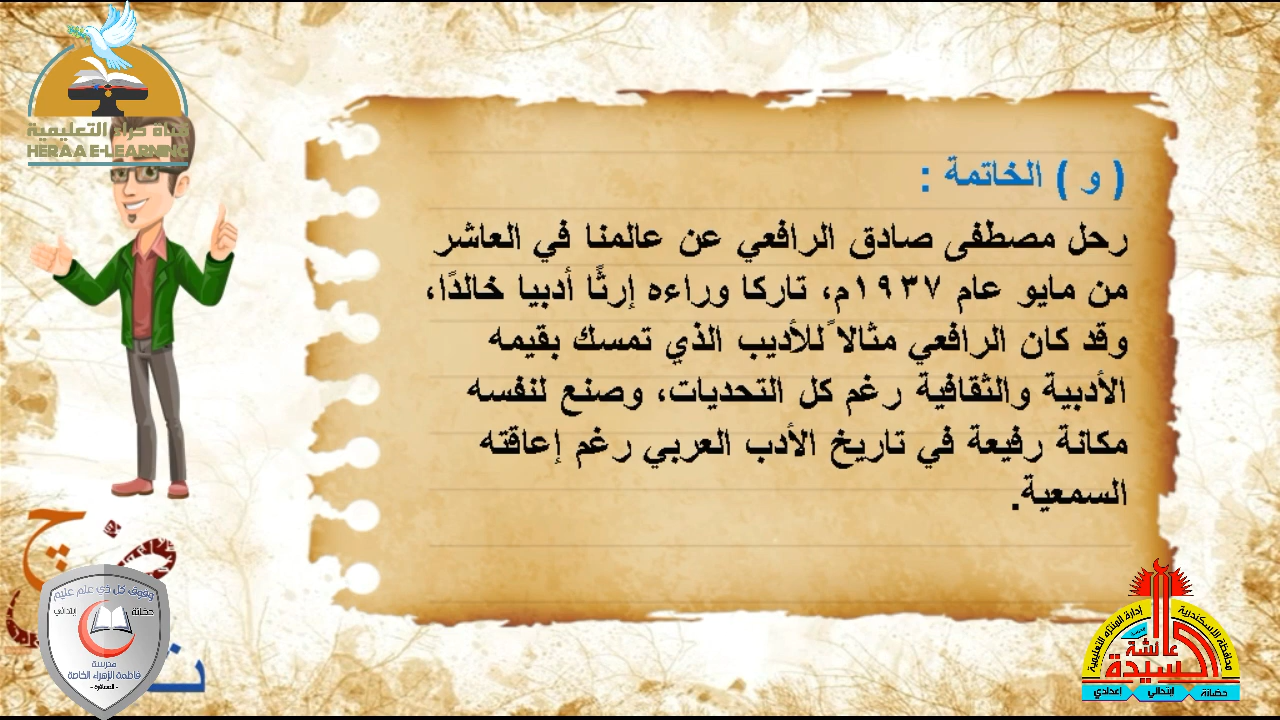 قناة حراء التعليمية
HERAA E-LEARNING
( و ) الخاتمة :
رحل مصطفى صادق الرافعي عن عالمنا في العاشر
من مايو عام ١٩٣٧م، تاركا وراءه إرثًا أدبيا خالدًا،
وقد كان الرافعي مثالا ًللأديب الذي تمسك بقيمه
الأدبية والثقافية رغم كل التحديات، وصنع لنفسه
مكانة رفيعة في تاريخ الأدب العربي رغم إعاقته
السمعية.
وفوق كل ذي علم عليم
حضانة
مدرسة
فاطمة الزهراء الخاصة
محافظة الأسكندرية
إدارة المنتزه التعليمية
السيدة عائشة
حضانة
ابتدائي
إعدادي